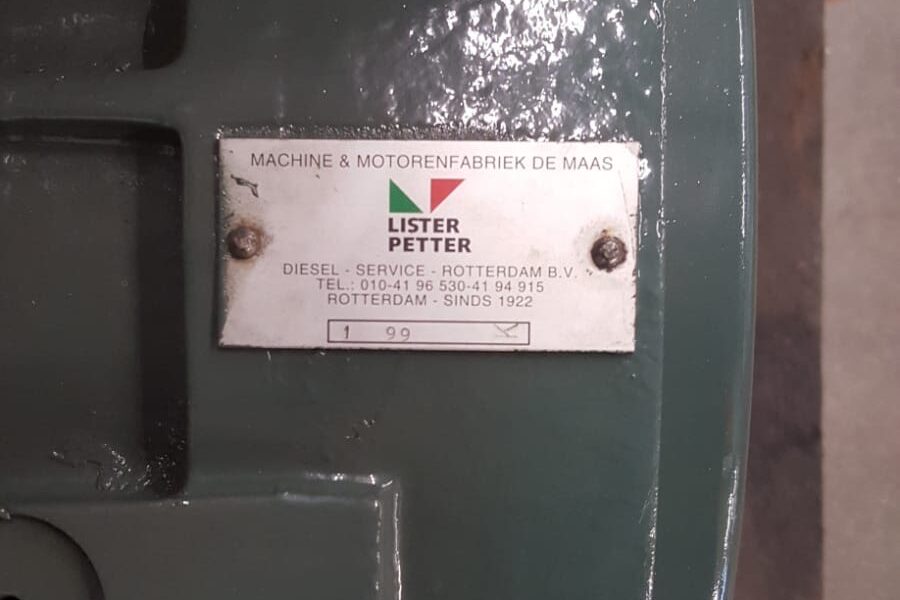 MACHINE & MOTORENFABRIEK DE MAAS
LISTER
PETTER
DIESEL - SERVICE - ROTTERDAM B.V.
TEL.: 010-41 96 530-41 94 915
ROTTERDAM - SINDS 1922
1 99